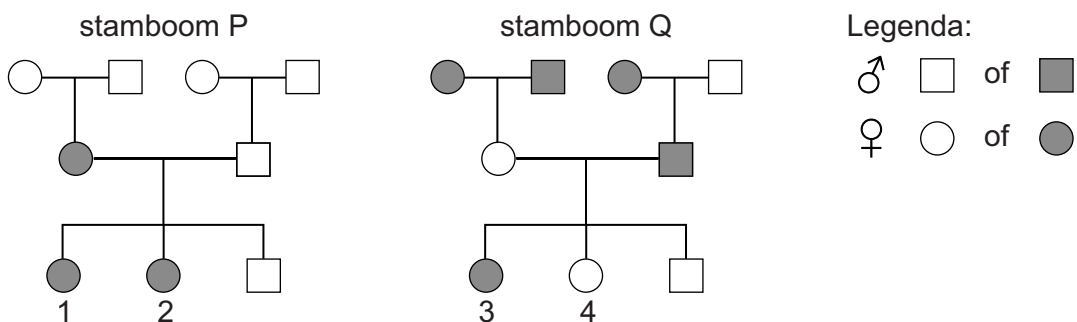 stamboom P
stamboom Q
Legenda:
♂ of
♀ of
1 2 3 4